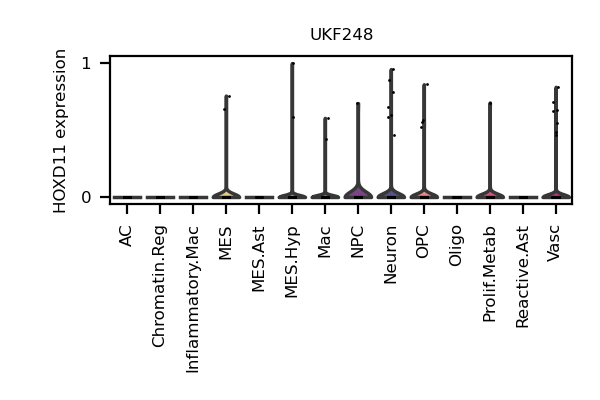 UKF248
HOXD11 expression
1
0
AC
Chromatin.Reg
Inflammatory.Mac
MES
MES.Ast
MES.Hyp
Mac
NPC
Neuron
OPC
Oligo
Prolif.Metab
Reactive.Ast
Vasc